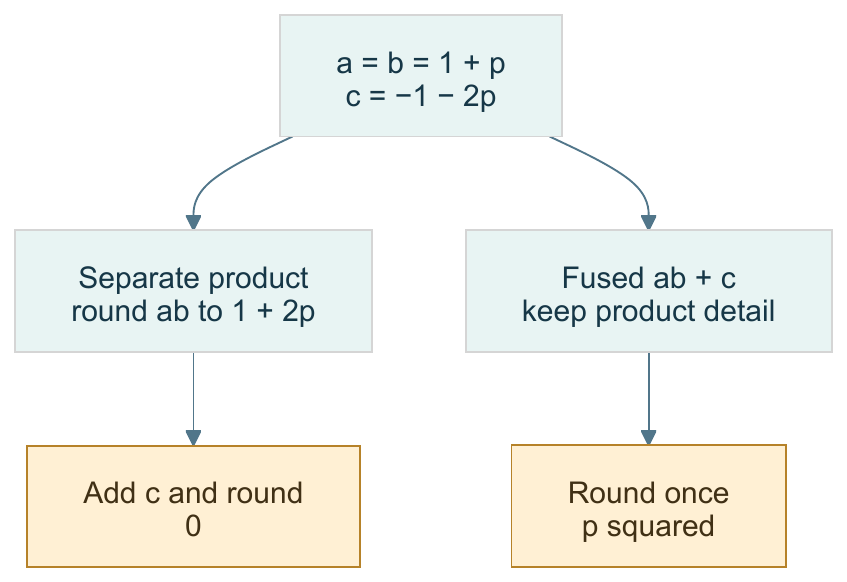 a = b = 1 + p
c = −1 − 2p
Separate product
round ab to 1 + 2p
Fused ab + c
keep product detail
Add c and round
0
Round once
p squared